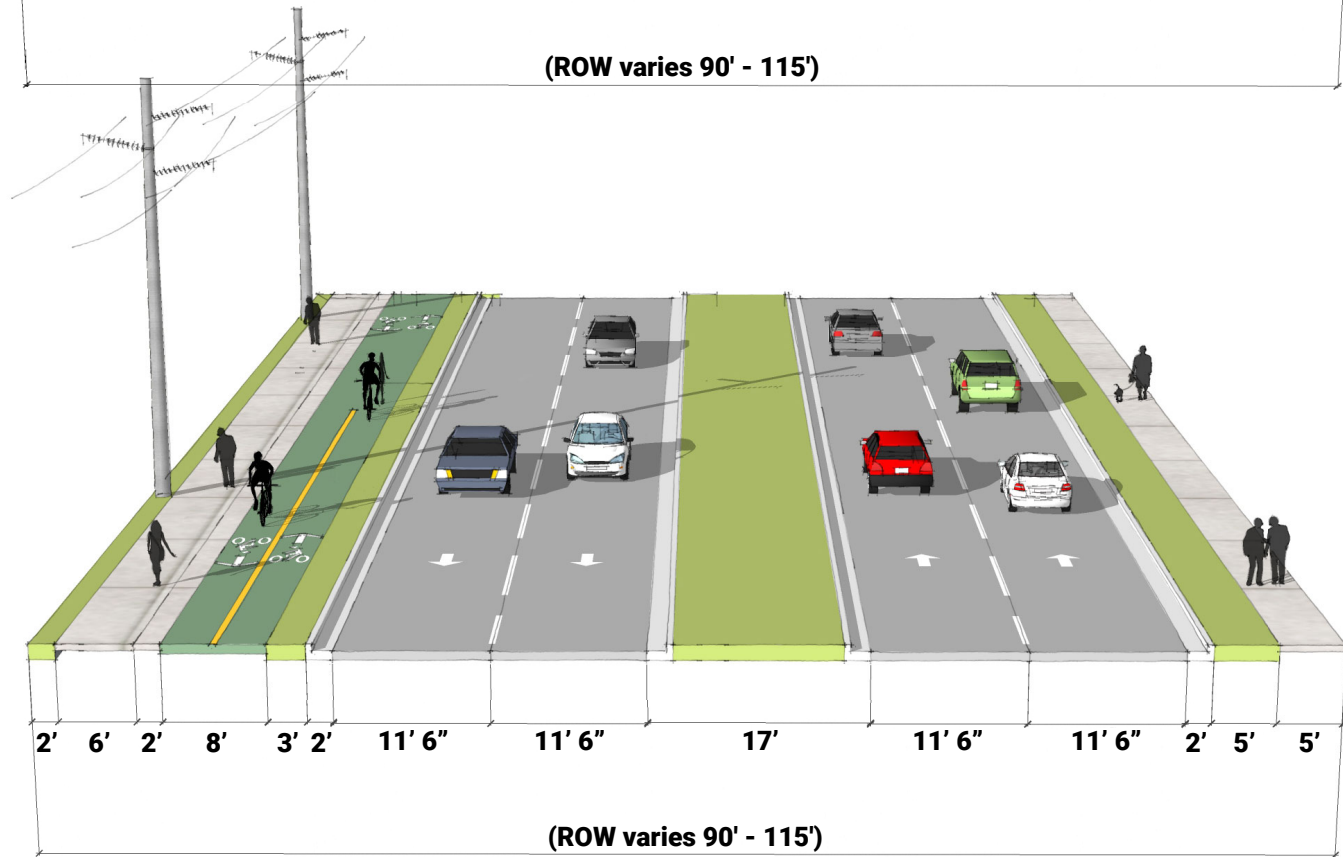 (ROW varies 90' - 115')
2’ 6’ 2’ 8’ 3’ 2’ 11’ 6” 11’ 6” 17’ 11’ 6” 11’ 6” 2’ 5’ 5’
(ROW varies 90' - 115')